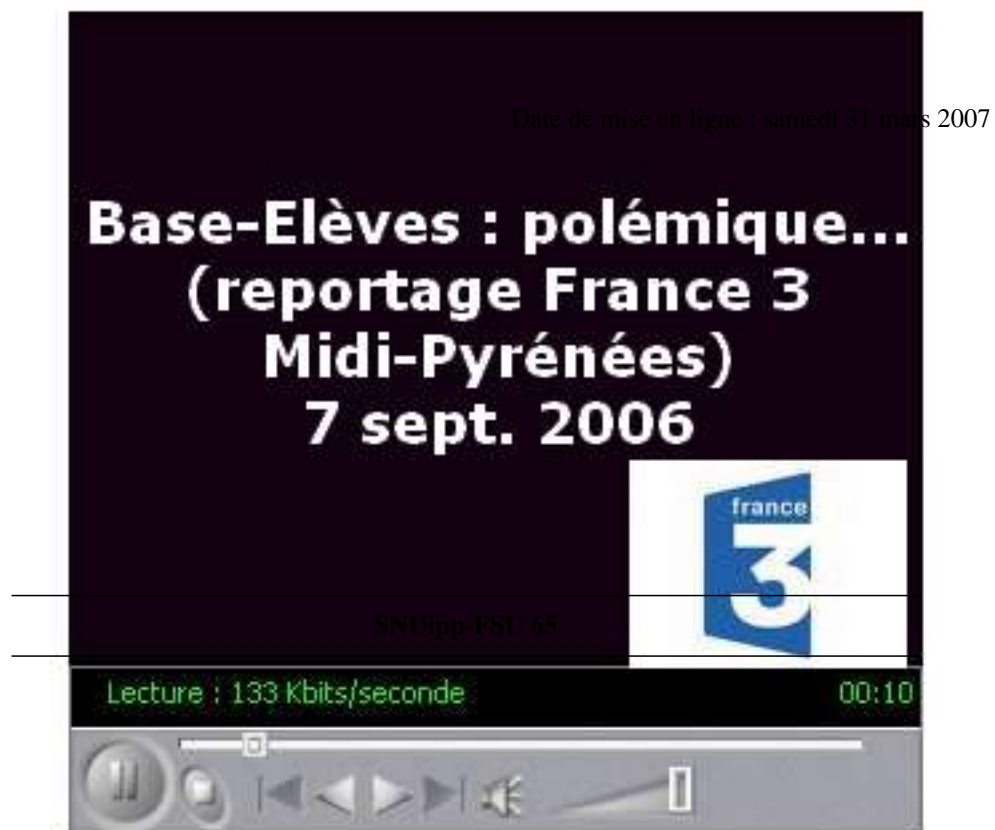 Date de mise en ligne : samedi 31 mars 2007
Base-Elèves : polémique...
(reportage France 3
Midi-Pyrénées)
7 sept. 2006
france
3
SNUipp-FSU 65
Lecture : 133 Kbits/seconde 00:10